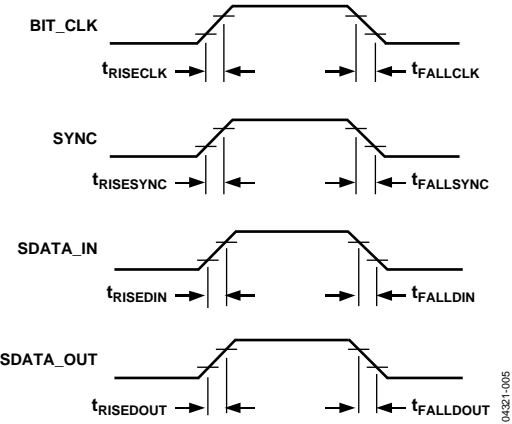 BIT_CLK
tRISECLK
tFALLCLK
SYNC
tRISESYNC
tFALLSYNC
SDATA_IN
tRISEDIN
tFALLDIN
SDATA_OUT
tRISEDOUT
tFALLDOUT
04321-005